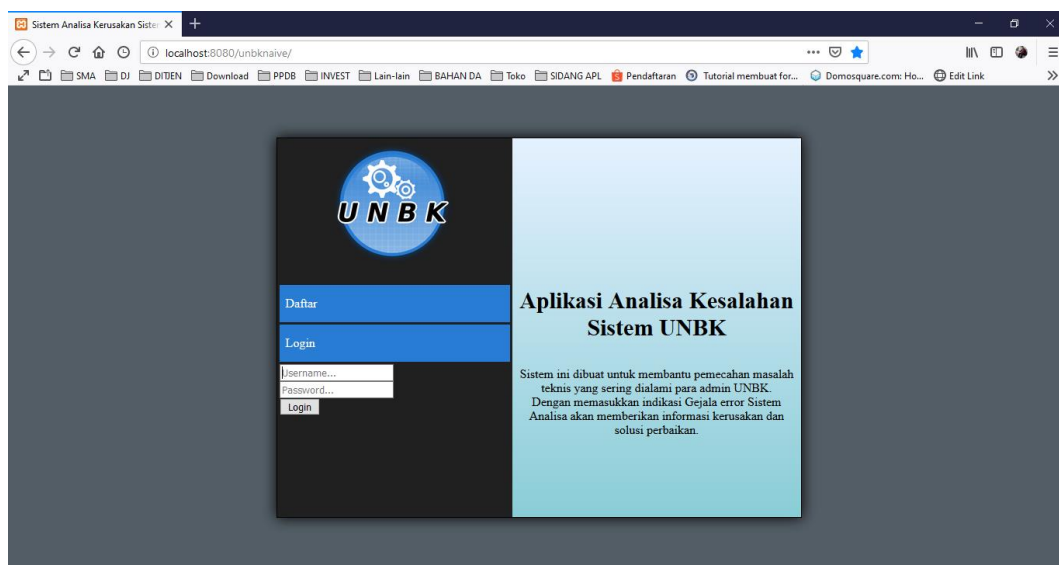 Sistem Analisa Kerusakan Siste
localhost:8080/unbknaive/
SMA DJ DITJEN Download PPDB INVEST Lain-lain BAHAN DA Toko SIDANG APL Pendaftaran Tutorial membuat for... Domosquare.com: Ho... Edit Link
UNBK
Daftar
Login
Username...
Password...
Login
Aplikasi Analisa Kesalahan
Sistem UNBK
Sistem ini dibuat untuk membantu pemecahan masalah
teknis yang sering dialami para admin UNBK.
Dengan memasukkan indikasi Gejala error Sistem
Analisa akan memberikan informasi kerusakan dan
solusi perbaikan.